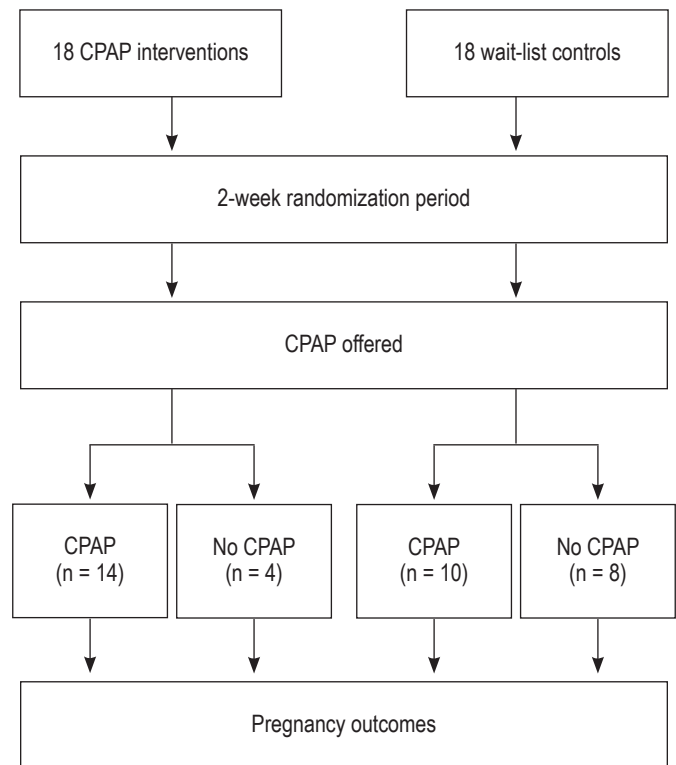 18 CPAP interventions
18 wait-list controls
2-week randomization period
CPAP offered
CPAP
(n = 14)
No CPAP
(n = 4)
CPAP
(n = 10)
No CPAP
(n = 8)
Pregnancy outcomes